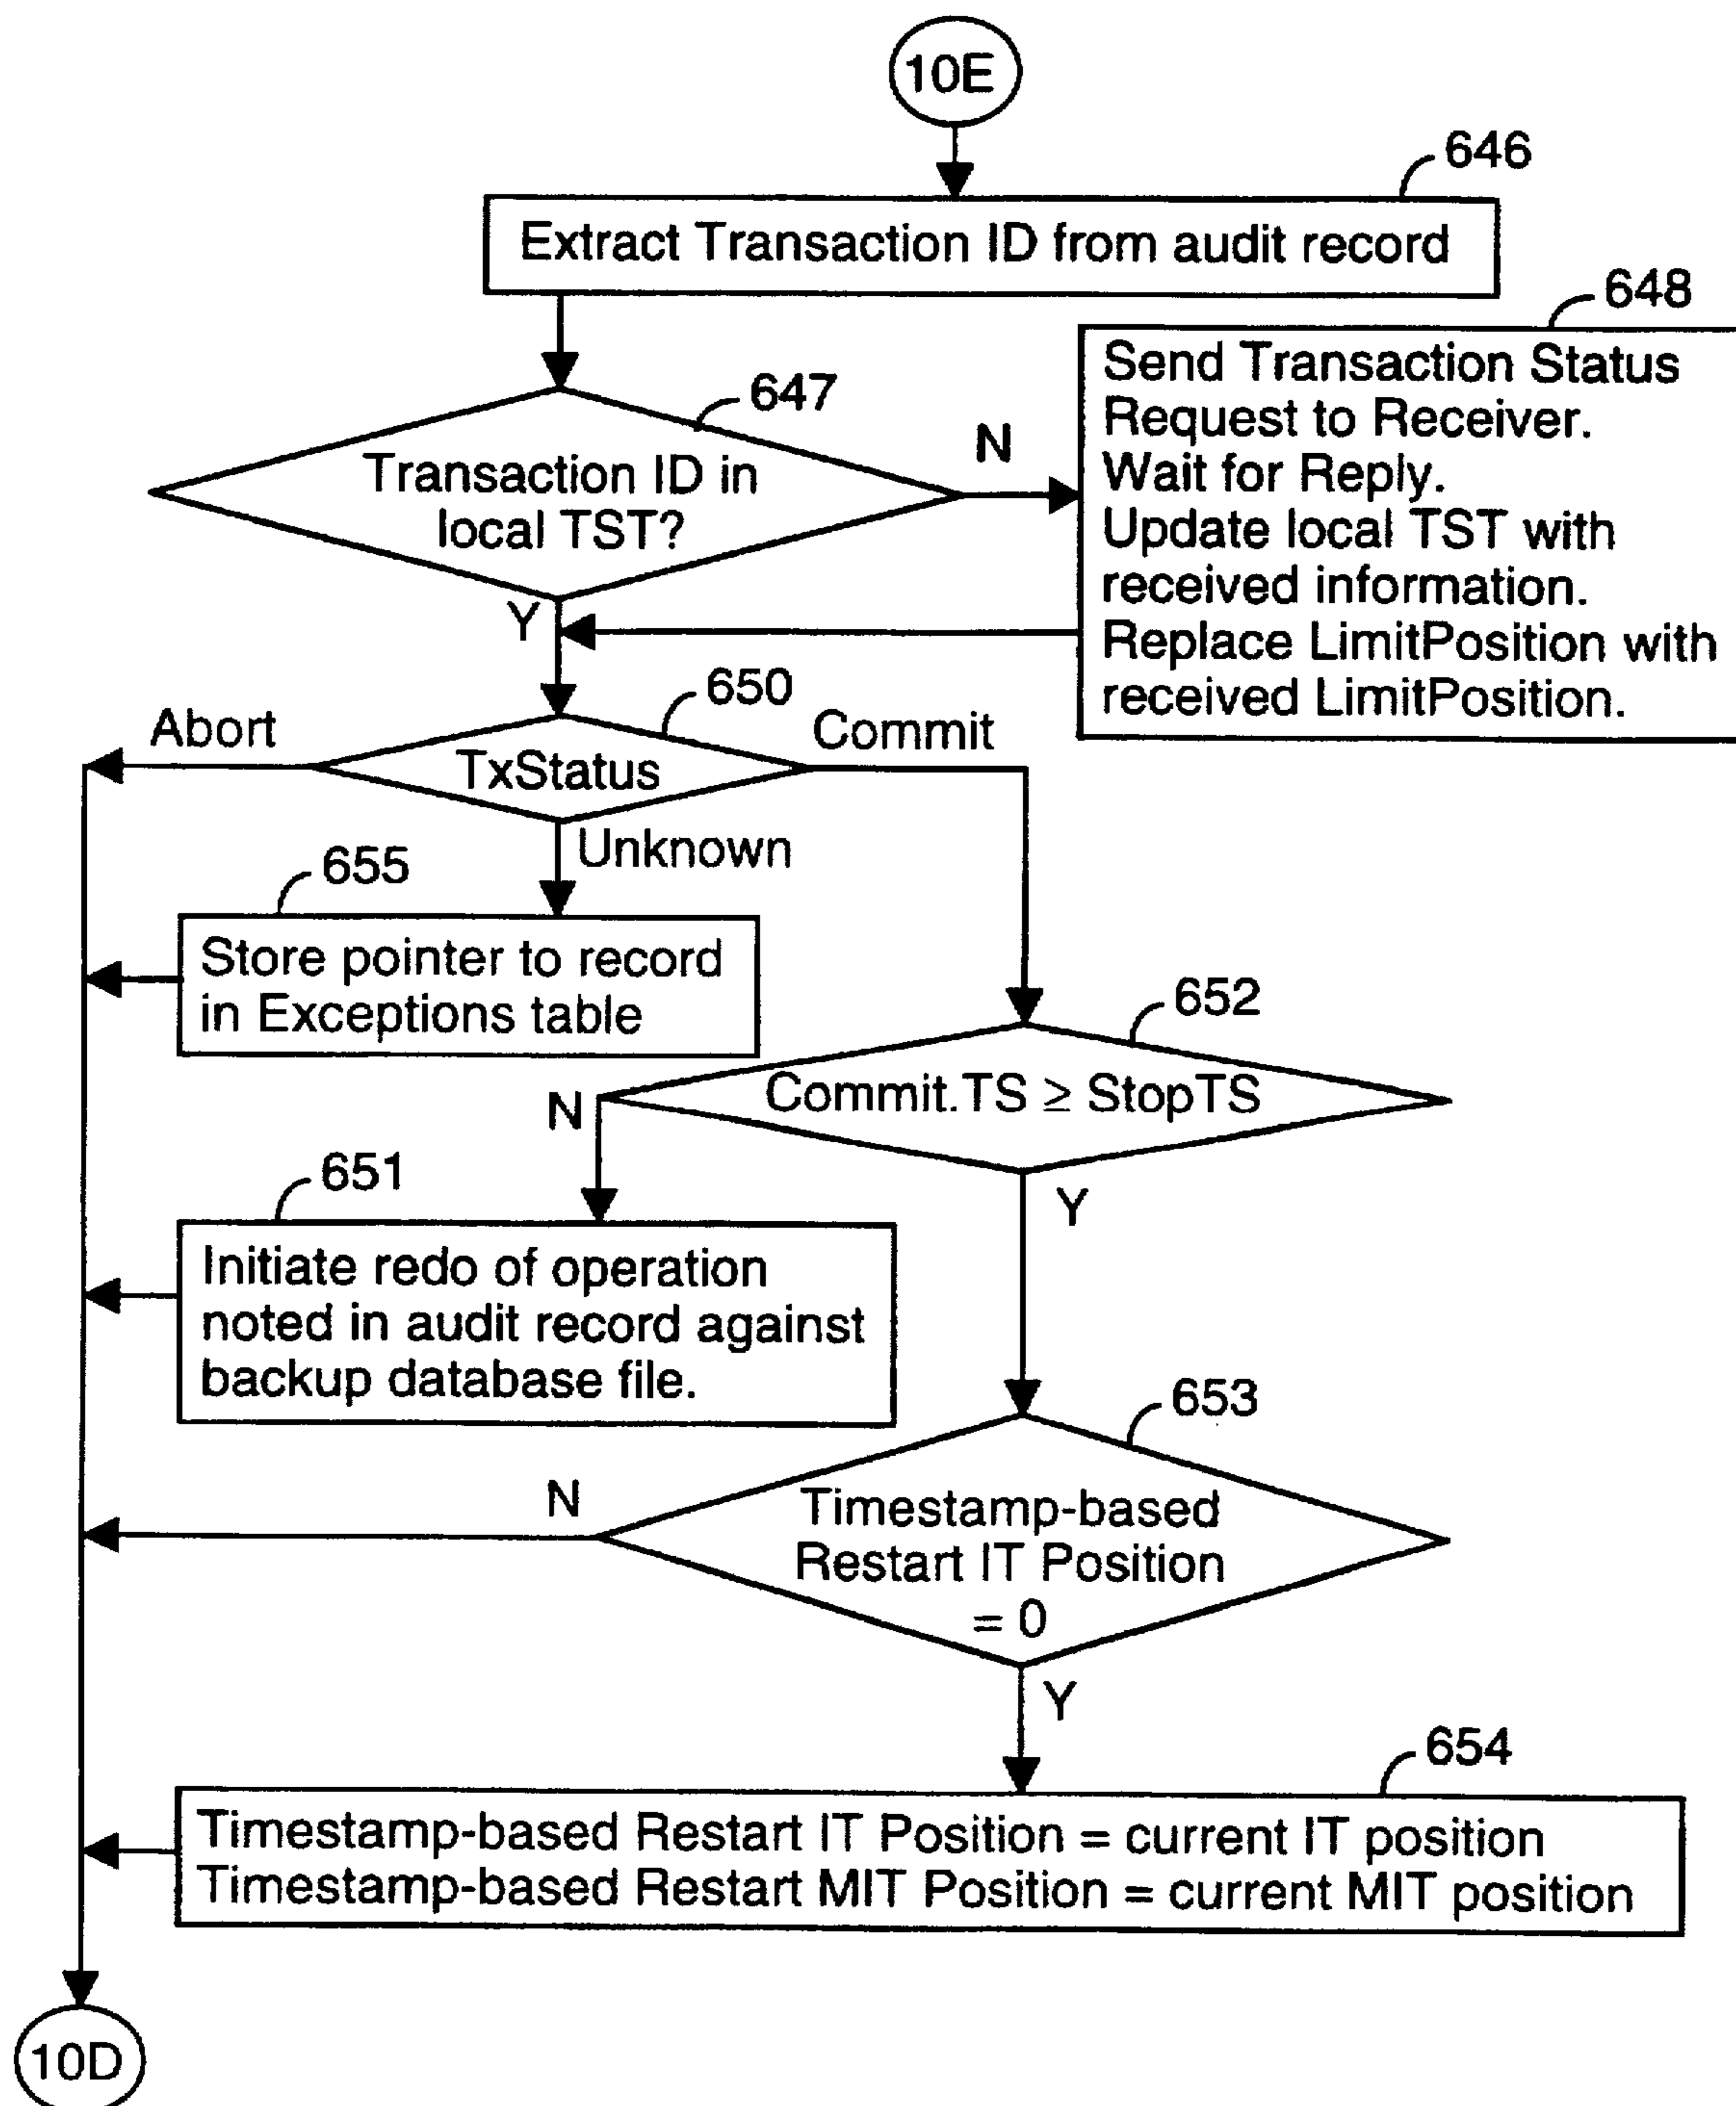 10E
646
Extract Transaction ID from audit record
648
Send Transaction Status
Request to Receiver.
Wait for Reply.
Update local TST with
received information.
Replace LimitPosition with
received LimitPosition.
647
N
Transaction ID in
local TST?
Y
650
Abort
Commit
TxStatus
Unknown
655
Store pointer to record
in Exceptions table
652
Commit.TS ≥ StopTS
N
Y
651
Initiate redo of operation
noted in audit record against
backup database file.
653
N
Timestamp-based
Restart IT Position
= 0
Y
654
Timestamp-based Restart IT Position = current IT position
Timestamp-based Restart MIT Position = current MIT position
10D